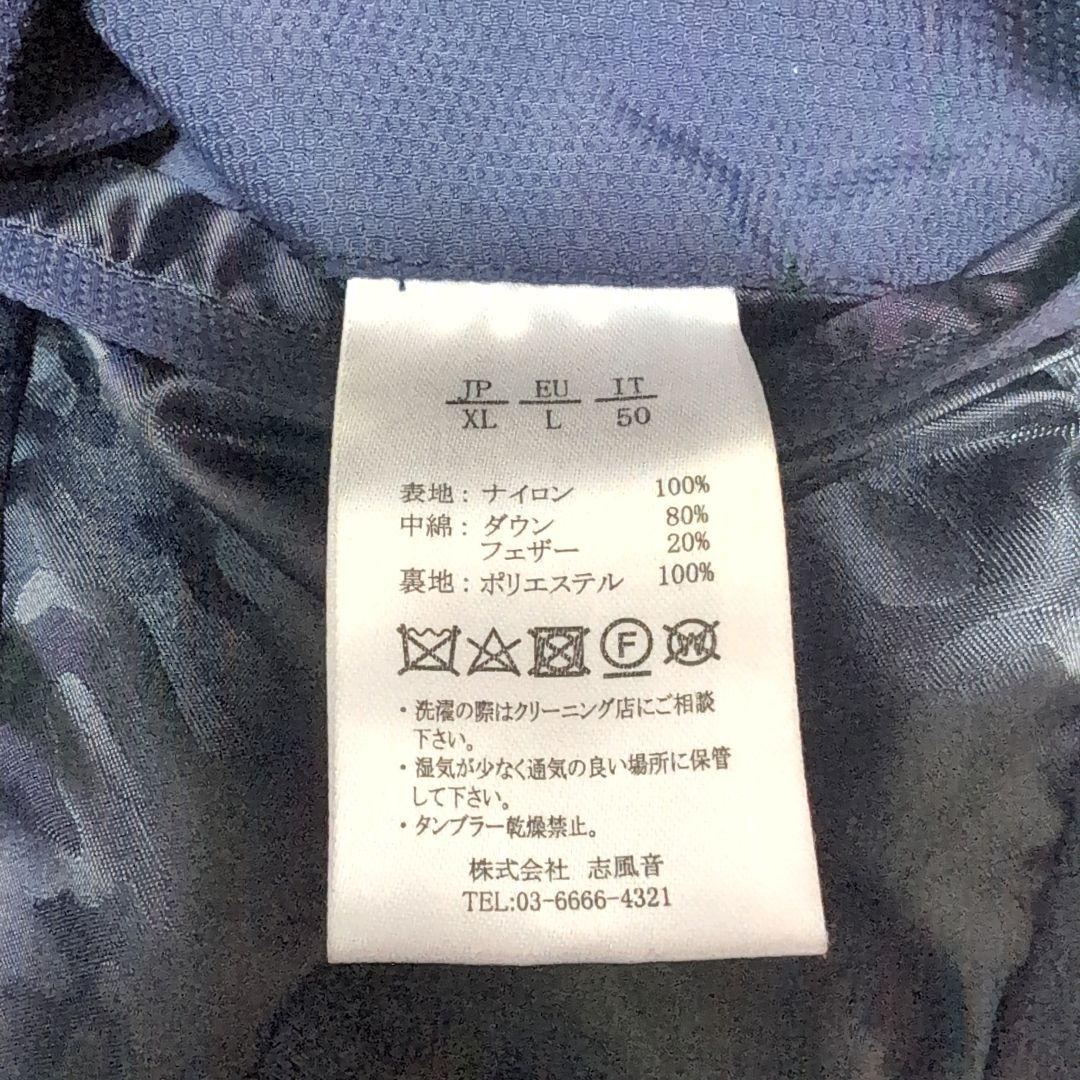 JP EU IT
XL L 50
表地：ナイロン 100%
中綿：ダウン 80%
フェザー 20%
裏地：ポリエステル 100%
F W
・洗濯の際はクリーニング店にご相談
下さい。
・湿気が少なく通気の良い場所に保管
して下さい。
・タンブラー乾燥禁止。
株式会社 志風音
TEL:03-6666-4321